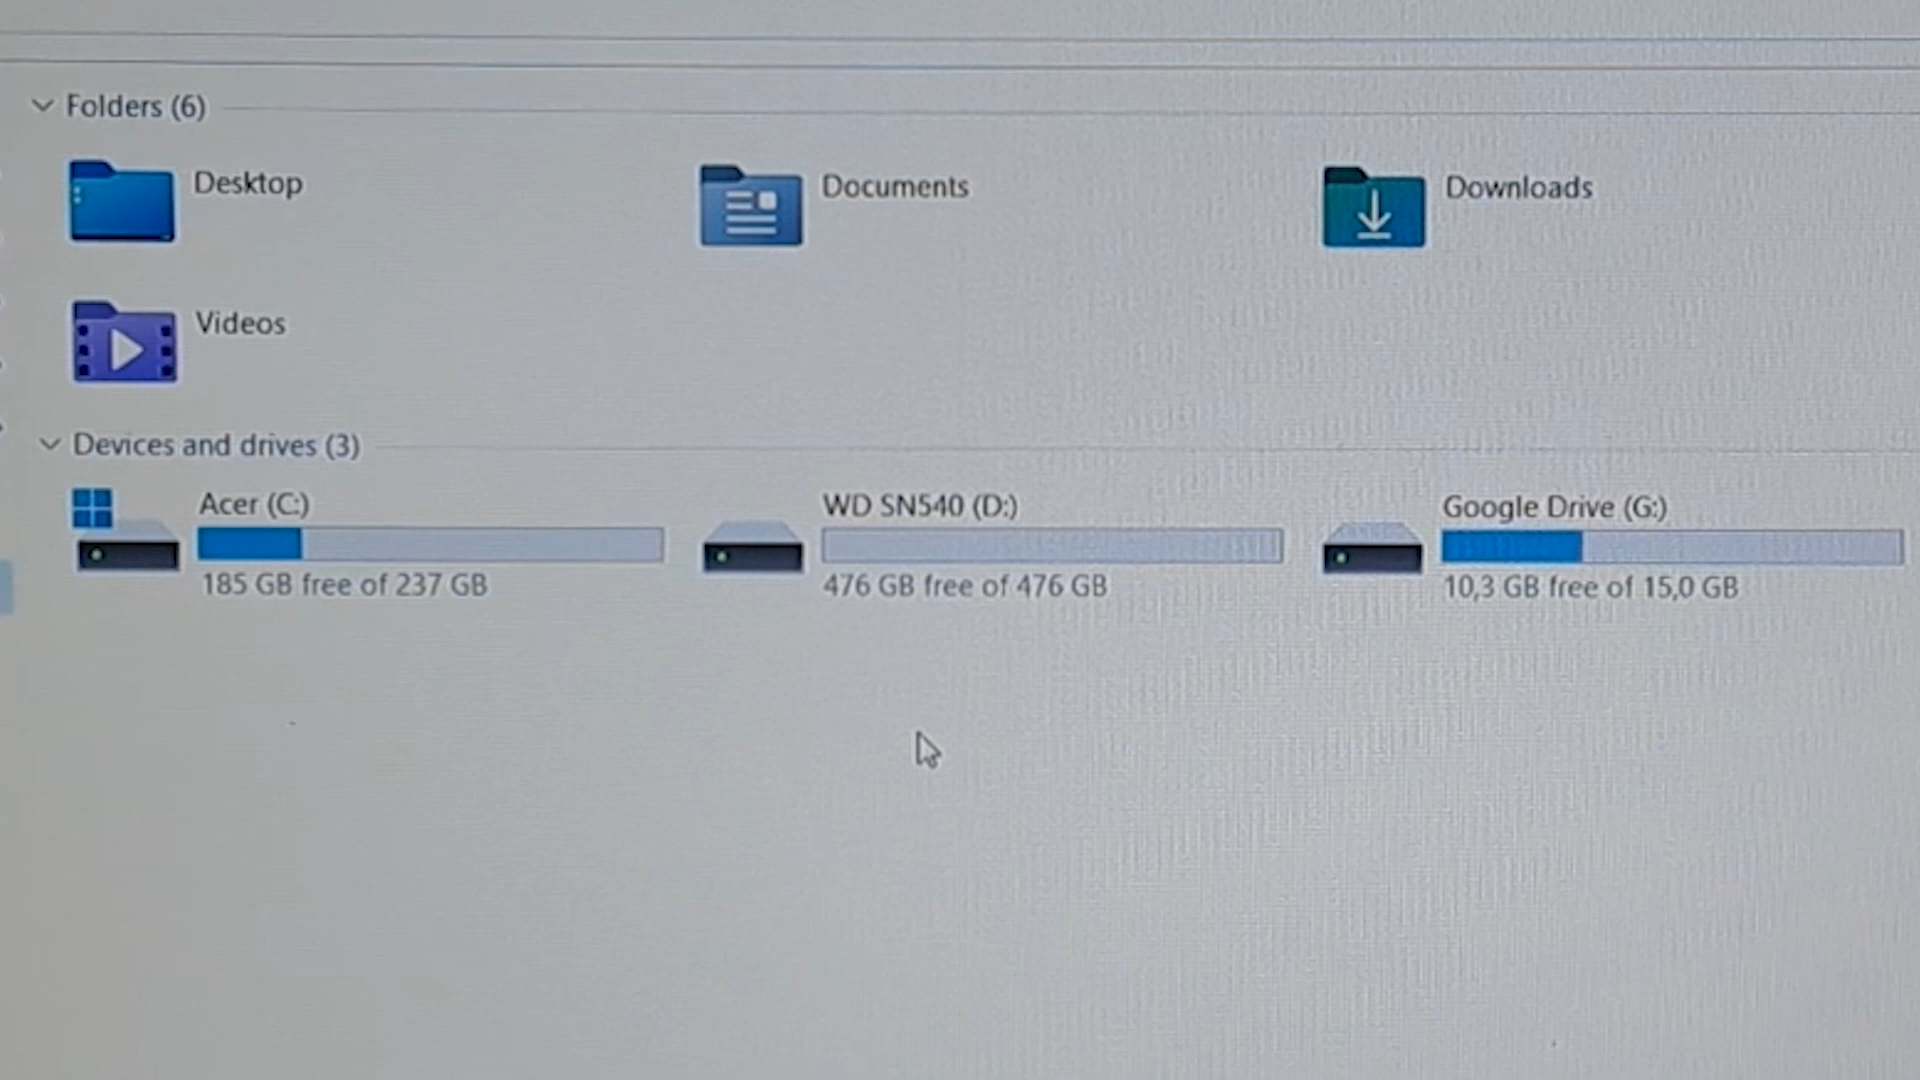 Folders (6)
Desktop
Documents
Downloads
Videos
Devices and drives (3)
Acer (C:)
185 GB free of 237 GB
WD SN540 (D:)
476 GB free of 476 GB
Google Drive (G:)
10,3 GB free of 15,0 GB